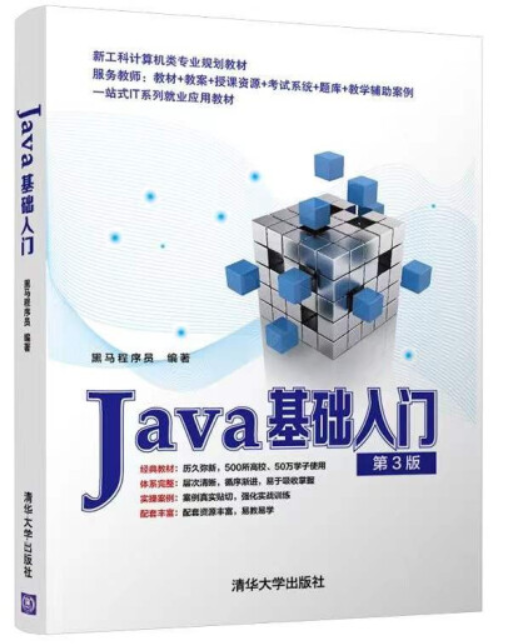 新工科计算机类专业规划教材
服务教师：教材+教案+授课资源+考试系统+题库+教学辅助案例
一站式IT系列就业应用教材
黑马程序员 编著
Java基础入门
第3版
经典教材：历久弥新，500所高校、50万学子使用
体系完整：层次清晰，循序渐进，易于吸收掌握
实操案例：案例真实贴切，强化实战训练
配套丰富：配套资源丰富，易教易学
清华大学出版社
Java基础入门
黑马程序员 编著
清华大学出版社